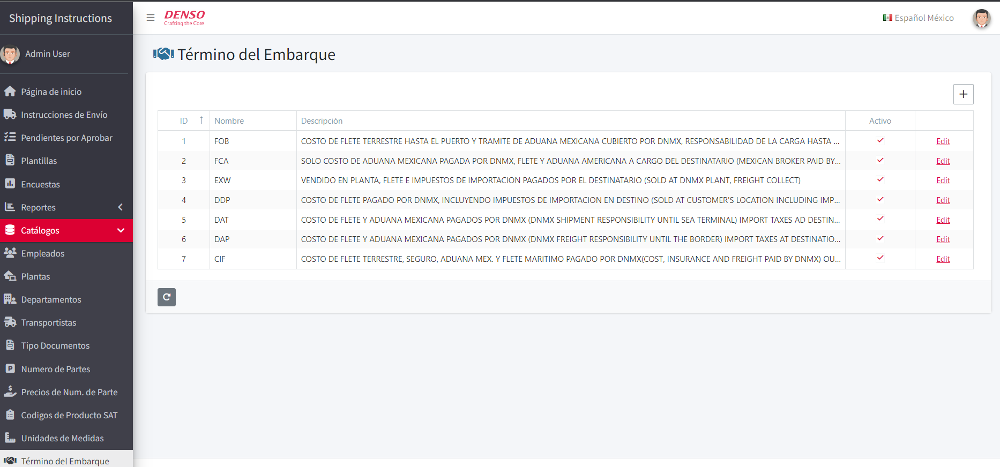 Shipping Instructions
DENSO
Crafting the Core
Español México
Admin User
Página de inicio
Instrucciones de Envío
Pendientes por Aprobar
Plantillas
Encuestas
Reportes
Catálogos
Empleados
Plantas
Departamentos
Transportistas
Tipo Documentos
Numero de Partes
Precios de Num. de Parte
Codigos de Producto SAT
Unidades de Medidas
Término del Embarque
Término del Embarque
ID Nombre Descripción Activo
1 FOB COSTO DE FLETE TERRESTRE HASTA EL PUERTO Y TRAMITE DE ADUANA MEXICANA CUBIERTO POR DNMX, RESPONSABILIDAD DE LA CARGA HASTA ... Edit
2 FCA SOLO COSTO DE ADUANA MEXICANA PAGADA POR DNMX, FLETE Y ADUANA AMERICANA A CARGO DEL DESTINATARIO (MEXICAN BROKER PAID BY... Edit
3 EXW VENDIDO EN PLANTA, FLETE E IMPUESTOS DE IMPORTACION PAGADOS POR EL DESTINATARIO (SOLD AT DNMX PLANT, FREIGHT COLLECT) Edit
4 DDP COSTO DE FLETE PAGADO POR DNMX, INCLUYENDO IMPUESTOS DE IMPORTACION EN DESTINO (SOLD AT CUSTOMER'S LOCATION INCLUDING IMP... Edit
5 DAT COSTO DE FLETE Y ADUANA MEXICANA PAGADOS POR DNMX (DNMX SHIPMENT RESPONSIBILITY UNTIL SEA TERMINAL) IMPORT TAXES AD DESTIN... Edit
6 DAP COSTO DE FLETE Y ADUANA MEXICANA PAGADOS POR DNMX (DNMX FREIGHT RESPONSIBILITY UNTIL THE BORDER) IMPORT TAXES AT DESTINATIO... Edit
7 CIF COSTO DE FLETE TERRESTRE, SEGURO, ADUANA MEX. Y FLETE MARITIMO PAGADO POR DNMX(COST, INSURANCE AND FREIGHT PAID BY DNMX) OU... Edit